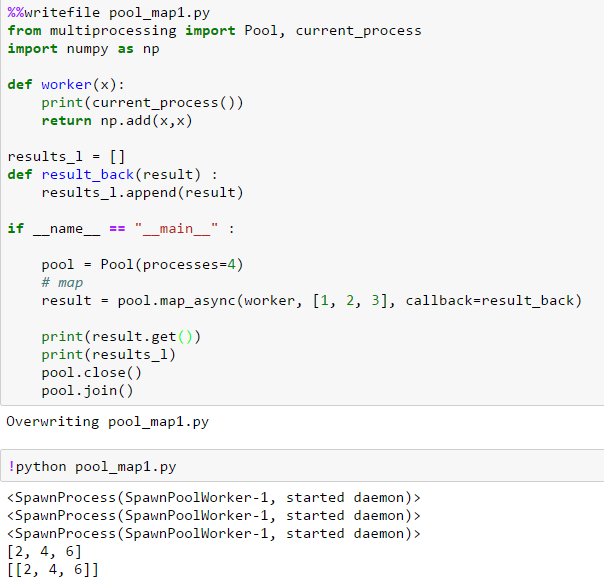 %%writefile pool_map1.py
from multiprocessing import Pool, current_process
import numpy as np

def worker(x):
    print(current_process())
    return np.add(x,x)

results_l = []
def result_back(result) :
    results_l.append(result)

if __name__ == "__main__" :

    pool = Pool(processes=4)
    # map
    result = pool.map_async(worker, [1, 2, 3], callback=result_back)

    print(result.get())
    print(results_l)
    pool.close()
    pool.join()
Overwriting pool_map1.py
!python pool_map1.py
<SpawnProcess(SpawnPoolWorker-1, started daemon)>
<SpawnProcess(SpawnPoolWorker-1, started daemon)>
<SpawnProcess(SpawnPoolWorker-1, started daemon)>
[2, 4, 6]
[[2, 4, 6]]